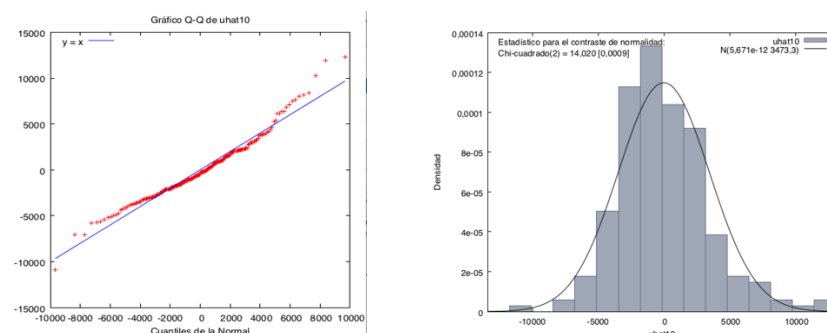 Gráfico Q-Q de uhat10
y = x
15000
10000
5000
0
-5000
-10000
-15000
-10000 -8000 -6000 -4000 -2000 0 2000 4000 6000 8000 10000
Cuantiles de la Normal
Estadístico para el contraste de normalidad:
Chi-cuadrado(2) = 14,020 [0,0009]
uhat10
N(5,671e-12 3473,3)
0,00014
0,00012
0,0001
8e-05
6e-05
4e-05
2e-05
0
Densidad
-10000 -5000 0 5000 10000
uhat10